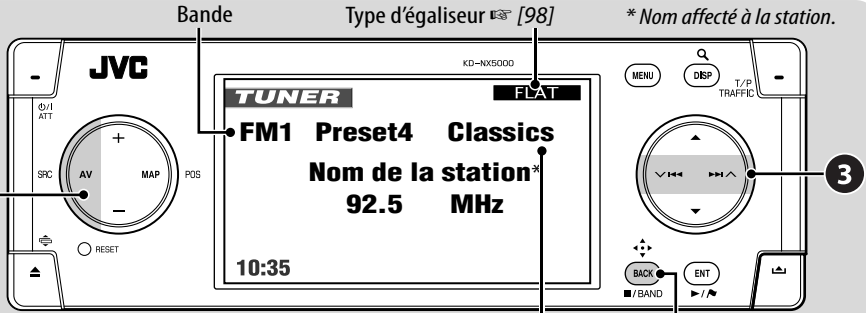 Bande
Type d'égaliseur ☞ [98]
* Nom affecté à la station.
JVC
KD-NX5000
MENU
DISP
T/P
TRAFFIC
TUNER
FLAT
FM1 Preset4 Classics
Nom de la station*
92.5 MHz
10:35
⏻/I
ATT
SRC
AV
+
MAP
–
POS
RESET
3
BACK
ENT
■/BAND
►/⚑